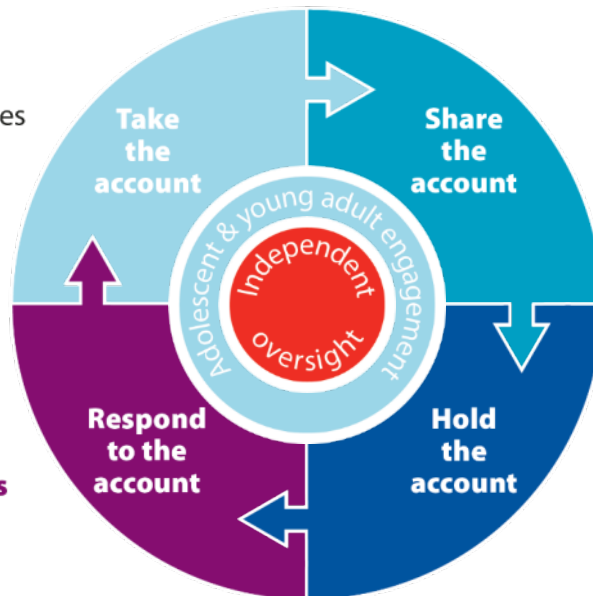 es
Take
the
account
Share
the
account
Adolescent & young adult engagement
Independent
oversight
Respond
to the
account
s
Hold
the
account